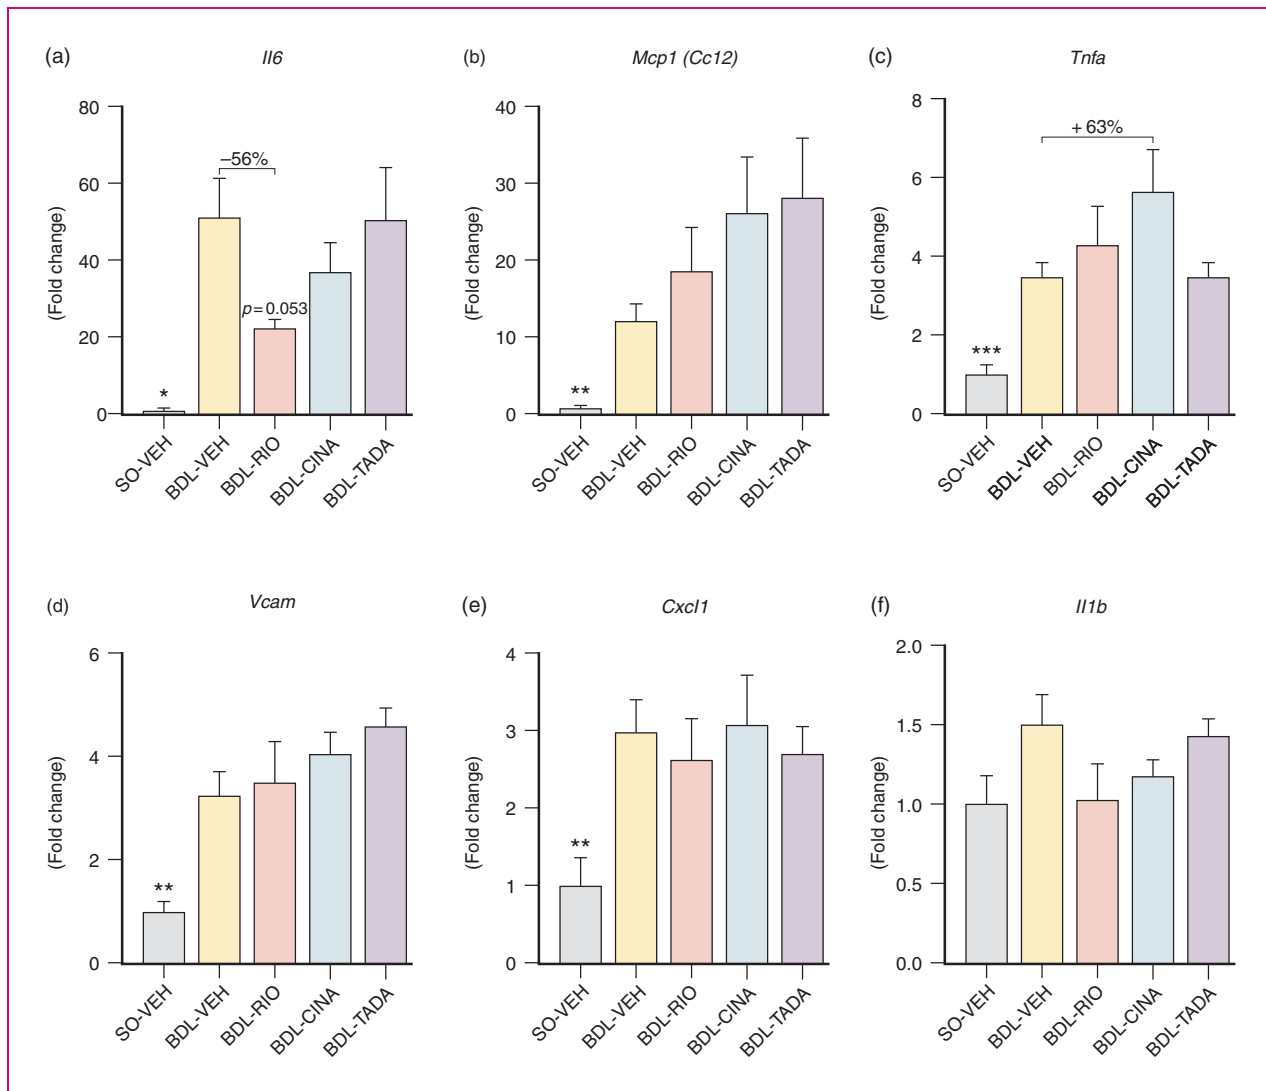 (a)
Il6
(Fold change)
80
60
40
20
0
–56%
p = 0.053
*
SO-VEH
BDL-VEH
BDL-RIO
BDL-CINA
BDL-TADA
(b)
Mcp1 (Cc12)
(Fold change)
40
30
20
10
0
**
SO-VEH
BDL-VEH
BDL-RIO
BDL-CINA
BDL-TADA
(c)
Tnfa
(Fold change)
8
6
4
2
0
+ 63%
***
SO-VEH
BDL-VEH
BDL-RIO
BDL-CINA
BDL-TADA
(d)
Vcam
(Fold change)
6
4
2
0
**
SO-VEH
BDL-VEH
BDL-RIO
BDL-CINA
BDL-TADA
(e)
Cxcl1
(Fold change)
4
3
2
1
0
**
SO-VEH
BDL-VEH
BDL-RIO
BDL-CINA
BDL-TADA
(f)
Il1b
(Fold change)
2.0
1.5
1.0
0.5
0.0
SO-VEH
BDL-VEH
BDL-RIO
BDL-CINA
BDL-TADA